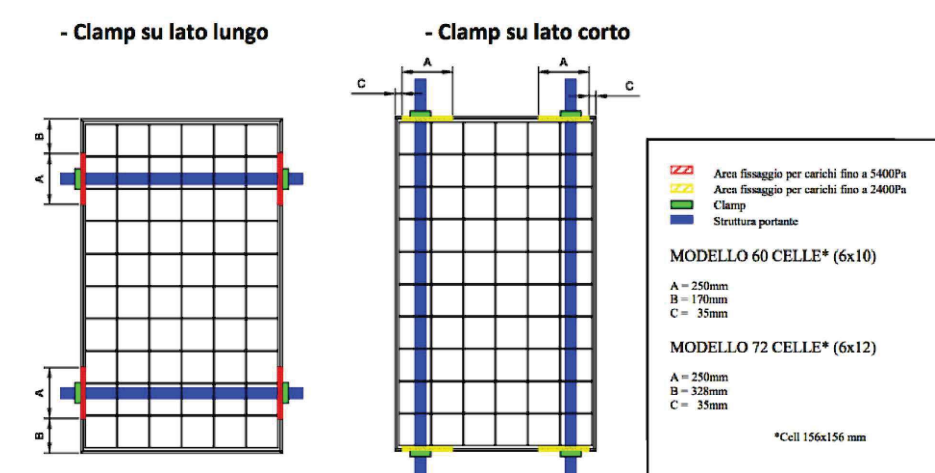 - Clamp su lato lungo
- Clamp su lato corto
A
A
C
C
B
A
A
B
Area fissaggio per carichi fino a 5400Pa
Area fissaggio per carichi fino a 2400Pa
Clamp
Struttura portante
MODELLO 60 CELLE* (6x10)
A = 250mm
B = 170mm
C = 35mm
MODELLO 72 CELLE* (6x12)
A = 250mm
B = 328mm
C = 35mm
*Cell 156x156 mm